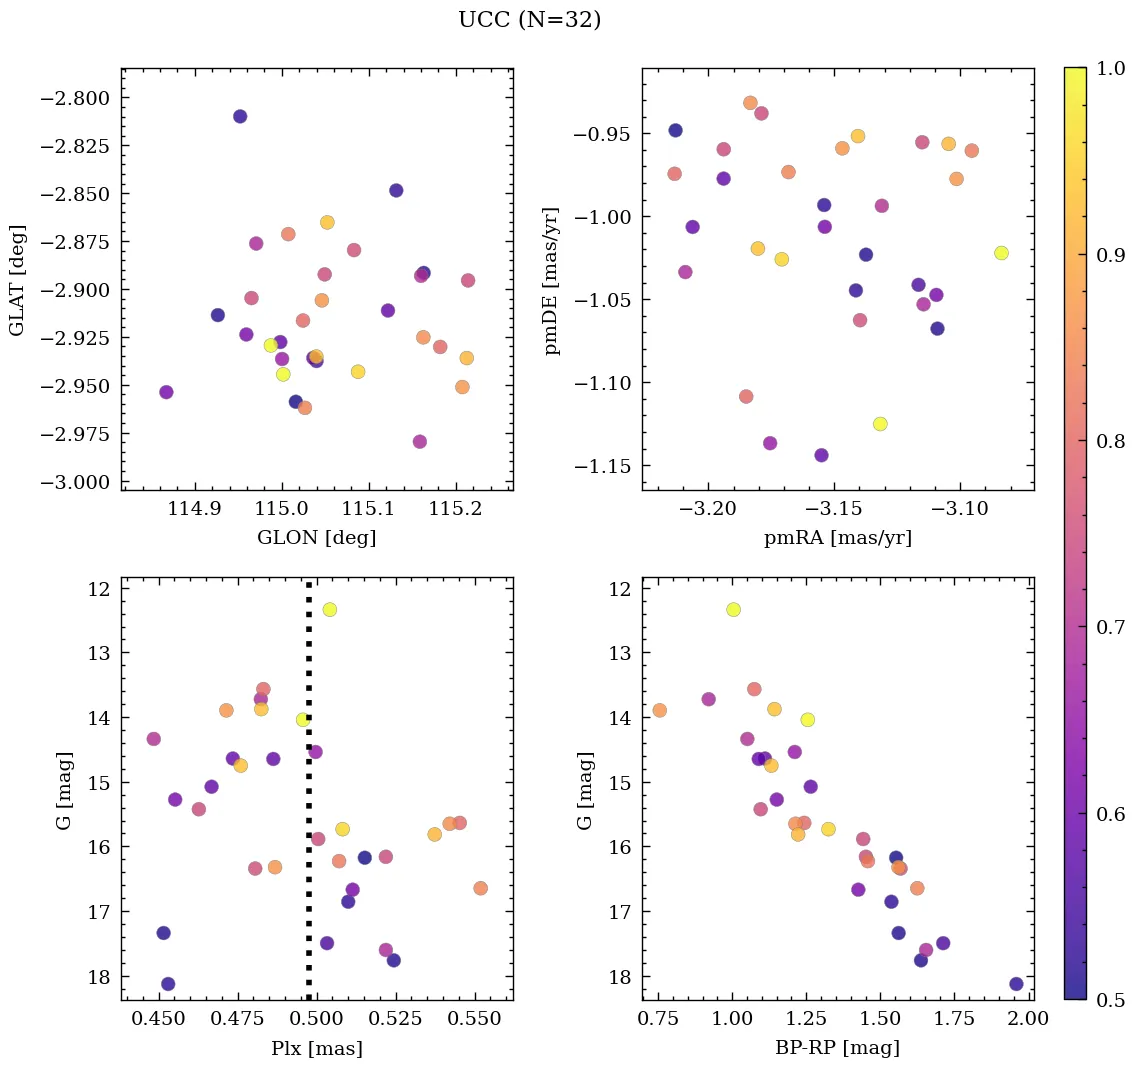 UCC (N=32)
−2.800
−2.825
−2.850
−2.875
−2.900
−2.925
−2.950
−2.975
−3.000
GLAT [deg]
114.9 115.0 115.1 115.2
GLON [deg]
−0.95
−1.00
−1.05
−1.10
−1.15
pmDE [mas/yr]
−3.20 −3.15 −3.10
pmRA [mas/yr]
12
13
14
15
16
17
18
G [mag]
0.450 0.475 0.500 0.525 0.550
Plx [mas]
12
13
14
15
16
17
18
G [mag]
0.75 1.00 1.25 1.50 1.75 2.00
BP-RP [mag]
1.0
0.9
0.8
0.7
0.6
0.5